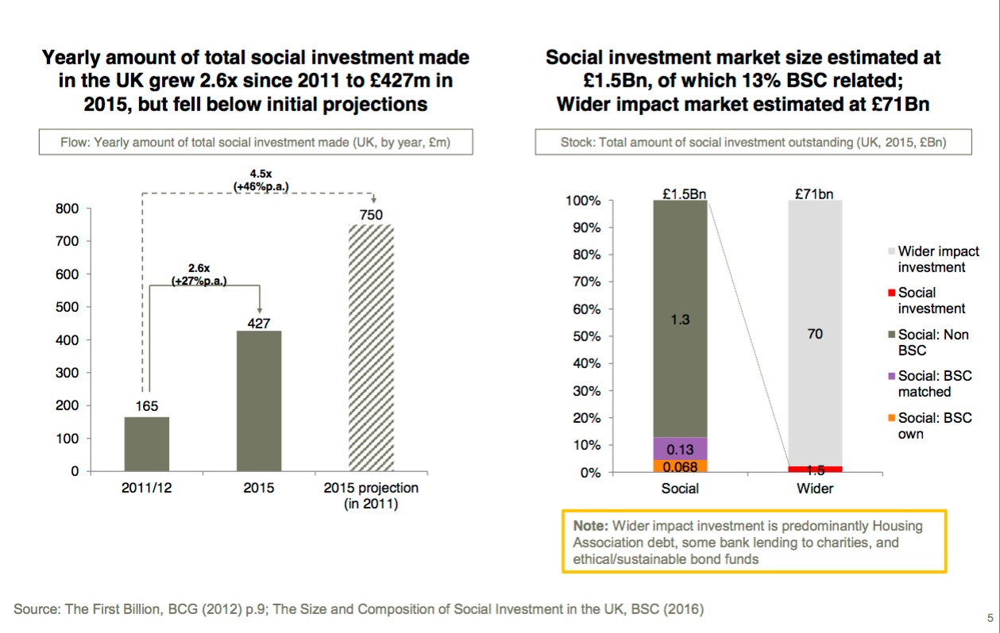 Yearly amount of total social investment made
in the UK grew 2.6x since 2011 to £427m in
2015, but fell below initial projections
Flow: Yearly amount of total social investment made (UK, by year, £m)
4.5x
(+46%p.a.)
2.6x
(+27%p.a.)
800
700
600
500
400
300
200
100
0
165
427
750
2011/12
2015
2015 projection
(in 2011)
Social investment market size estimated at
£1.5Bn, of which 13% BSC related;
Wider impact market estimated at £71Bn
Stock: Total amount of social investment outstanding (UK, 2015, £Bn)
£1.5Bn
£71bn
100%
90%
80%
70%
60%
50%
40%
30%
20%
10%
0%
1.3
0.13
0.068
70
1.5
Social
Wider
Wider impact
investment
Social
investment
Social: Non
BSC
Social: BSC
matched
Social: BSC
own
Note: Wider impact investment is predominantly Housing
Association debt, some bank lending to charities, and
ethical/sustainable bond funds
Source: The First Billion, BCG (2012) p.9; The Size and Composition of Social Investment in the UK, BSC (2016)
5